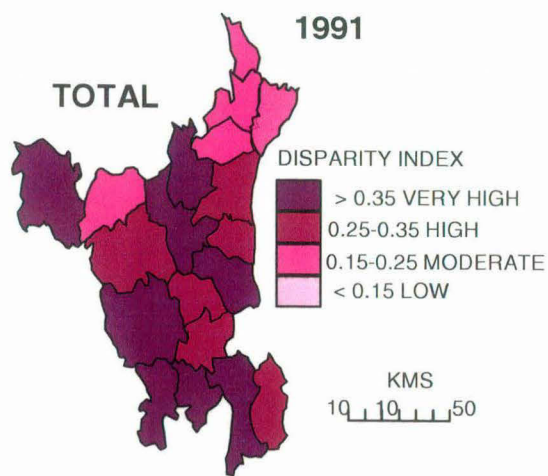 1991
TOTAL
DISPARITY INDEX
> 0.35 VERY HIGH
0.25-0.35 HIGH
0.15-0.25 MODERATE
< 0.15 LOW
KMS
10 10 50